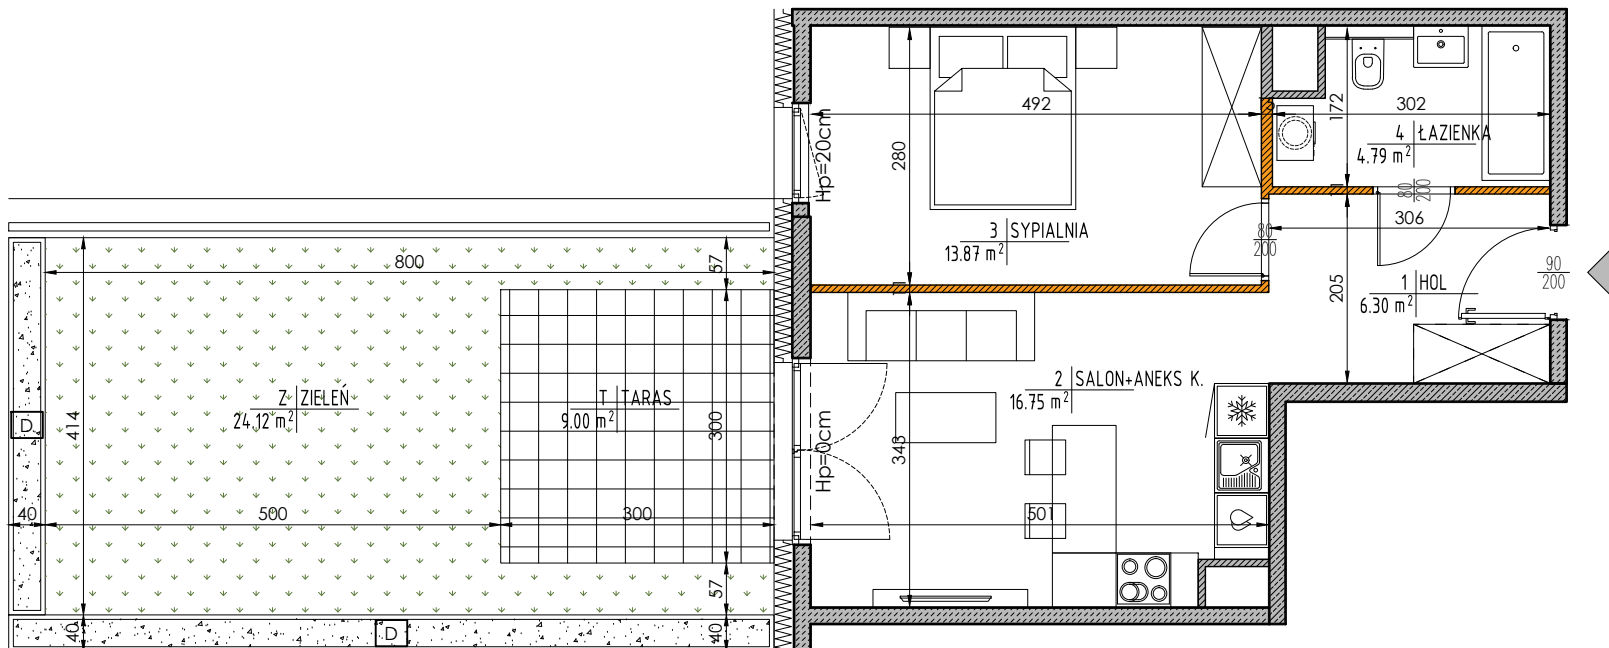 492
302
172
280
Hp=20cm
5
4 ŁAZIENKA
4.79 m²
80
200
306
3 SYPIALNIA
13.87 m²
80
200
205
1 HOL
6.30 m²
90
200
800
57
Z ZIELEŃ
24.12 m²
T TARAS
9.00 m²
300
414
D
2 SALON+ANEKS K.
16.75 m²
343
Hp=0cm
40
500
300
501
57
40
D
40